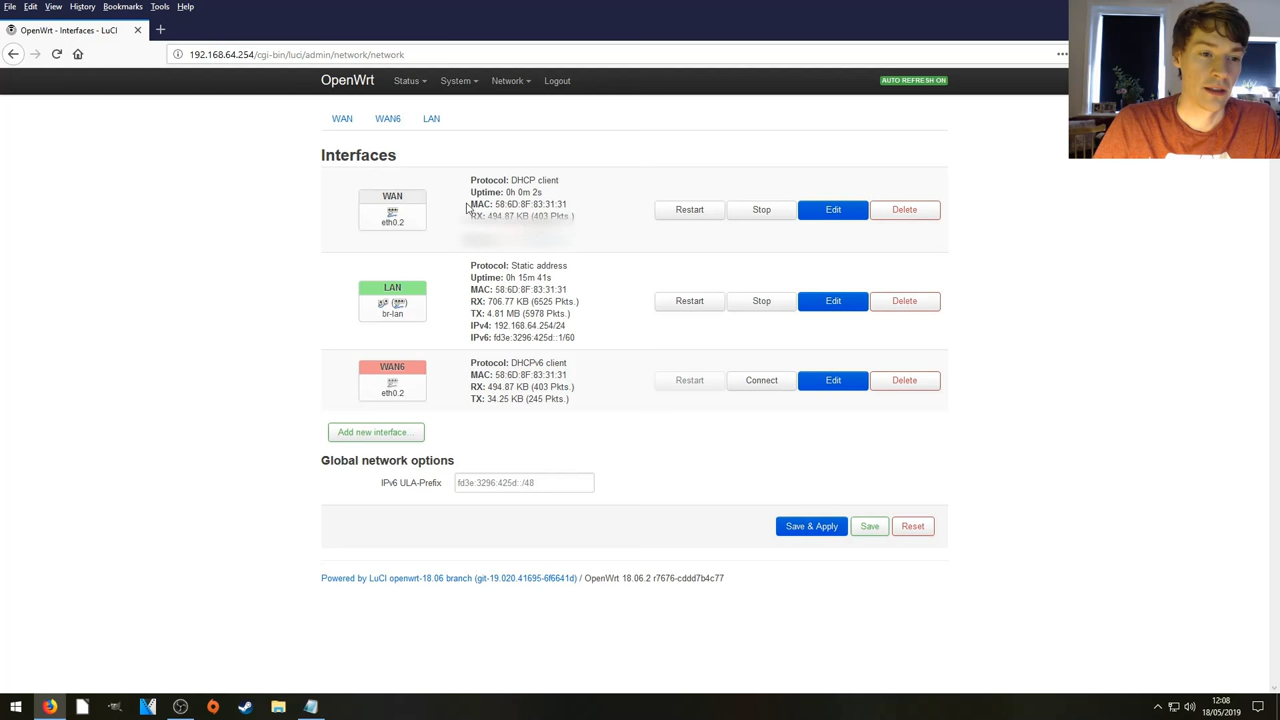 File Edit View History Bookmarks Tools Help
OpenWrt - Interfaces - LuCI
192.168.64.254/cgi-bin/luci/admin/network/network
OpenWrt Status System Network Logout AUTO REFRESH ON
WAN WAN6 LAN
Interfaces
WAN
eth0.2
Protocol: DHCP client
Uptime: 0h 0m 2s
MAC: 58:6D:8F:83:31:31
RX: 494.87 KB (403 Pkts.)
Restart Stop Edit Delete
LAN
br-lan
Protocol: Static address
Uptime: 0h 15m 41s
MAC: 58:6D:8F:83:31:31
RX: 706.77 KB (6525 Pkts.)
TX: 4.81 MB (5978 Pkts.)
IPv4: 192.168.64.254/24
IPv6: fd3e:3296:425d::1/60
Restart Stop Edit Delete
WAN6
eth0.2
Protocol: DHCPv6 client
MAC: 58:6D:8F:83:31:31
RX: 494.87 KB (403 Pkts.)
TX: 34.25 KB (245 Pkts.)
Restart Connect Edit Delete
Add new interface...
Global network options
IPv6 ULA-Prefix fd3e:3296:425d::/48
Save & Apply Save Reset
Powered by LuCI openwrt-18.06 branch (git-19.020.41695-6f6641d) / OpenWrt 18.06.2 r7676-cddd7b4c77
12:08
18/05/2019